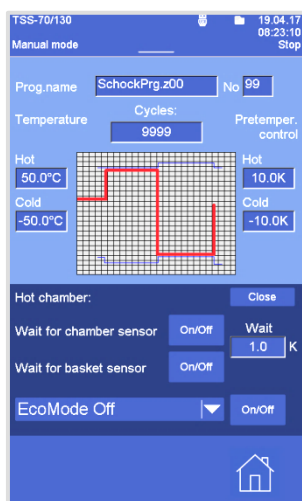 TSS-70/130 19.04.17
08:23:10
Manual mode Stop
Prog.name SchockPrg.z00 No 99
Temperature Cycles: Pretemper.
9999 control
Hot Hot
50.0°C 10.0K
Cold Cold
-50.0°C -10.0K
Hot chamber: Close
Wait for chamber sensor On/Off Wait
1.0 K
Wait for basket sensor On/Off
EcoMode Off On/Off